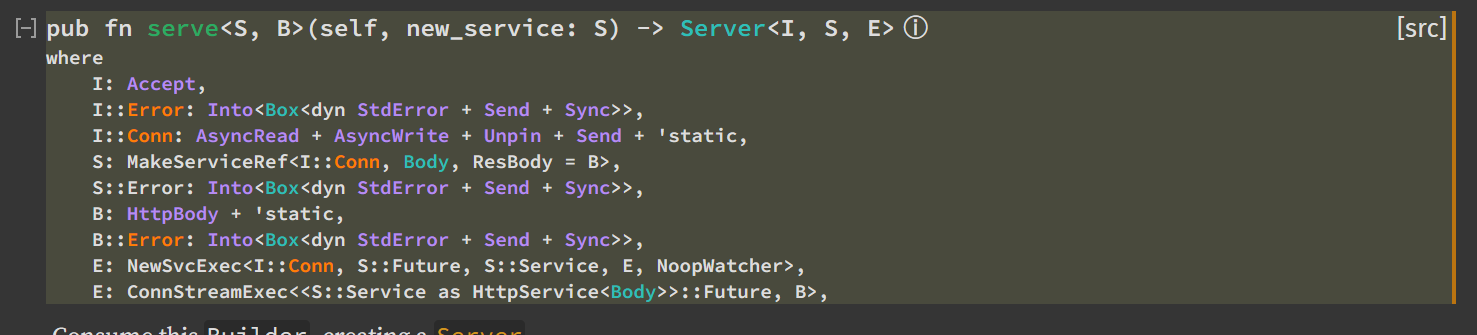 [−] pub fn serve<S, B>(self, new_service: S) -> Server<I, S, E> ⓘ [src]
where
    I: Accept,
    I::Error: Into<Box<dyn StdError + Send + Sync>>,
    I::Conn: AsyncRead + AsyncWrite + Unpin + Send + 'static,
    S: MakeServiceRef<I::Conn, Body, ResBody = B>,
    S::Error: Into<Box<dyn StdError + Send + Sync>>,
    B: HttpBody + 'static,
    B::Error: Into<Box<dyn StdError + Send + Sync>>,
    E: NewSvcExec<I::Conn, S::Future, S::Service, E, NoopWatcher>,
    E: ConnStreamExec<<S::Service as HttpService<Body>>::Future, B>,
Consume this Builder, creating a Server